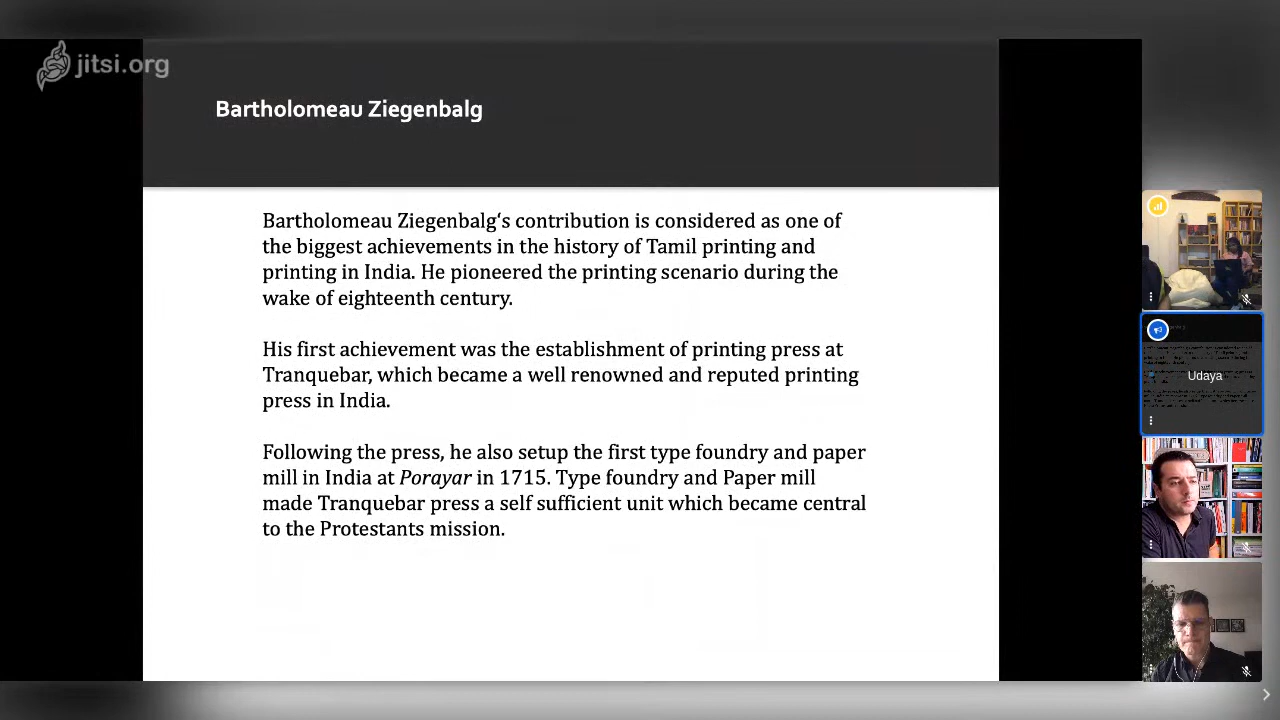 jitsi.org
Bartholomeau Ziegenbalg
Bartholomeau Ziegenbalg‘s contribution is considered as one of
the biggest achievements in the history of Tamil printing and
printing in India. He pioneered the printing scenario during the
wake of eighteenth century.
His first achievement was the establishment of printing press at
Tranquebar, which became a well renowned and reputed printing
press in India.
Following the press, he also setup the first type foundry and paper
mill in India at Porayar in 1715. Type foundry and Paper mill
made Tranquebar press a self sufficient unit which became central
to the Protestants mission.
Udaya